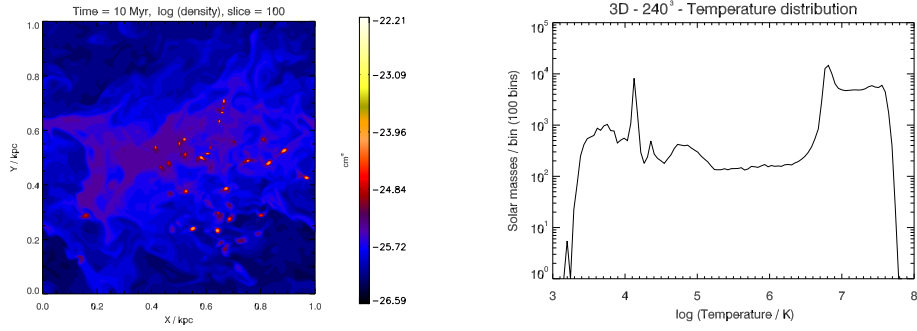 Time = 10 Myr, log (density), slice = 100
1.0
0.8
0.6
0.4
0.2
0.0
Y / kpc
0.0 0.2 0.4 0.6 0.8 1.0
X / kpc
-22.21
-23.09
-23.96
-24.84
-25.72
-26.59
cm³
3D - 240³ - Temperature distribution
10⁵
10⁴
10³
10²
10¹
10⁰
Solar masses / bin (100 bins)
3 4 5 6 7 8
log (Temperature / K)